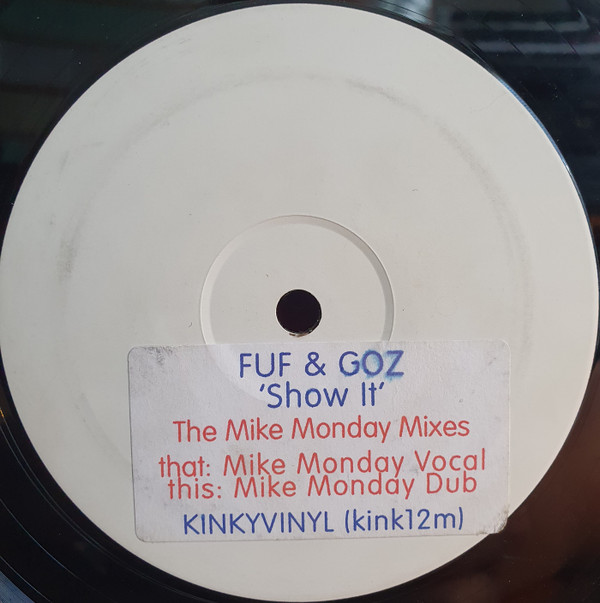 FUF & GOZ
'Show It'
The Mike Monday Mixes
that: Mike Monday Vocal
this: Mike Monday Dub
KINKYVINYL (kink12m)